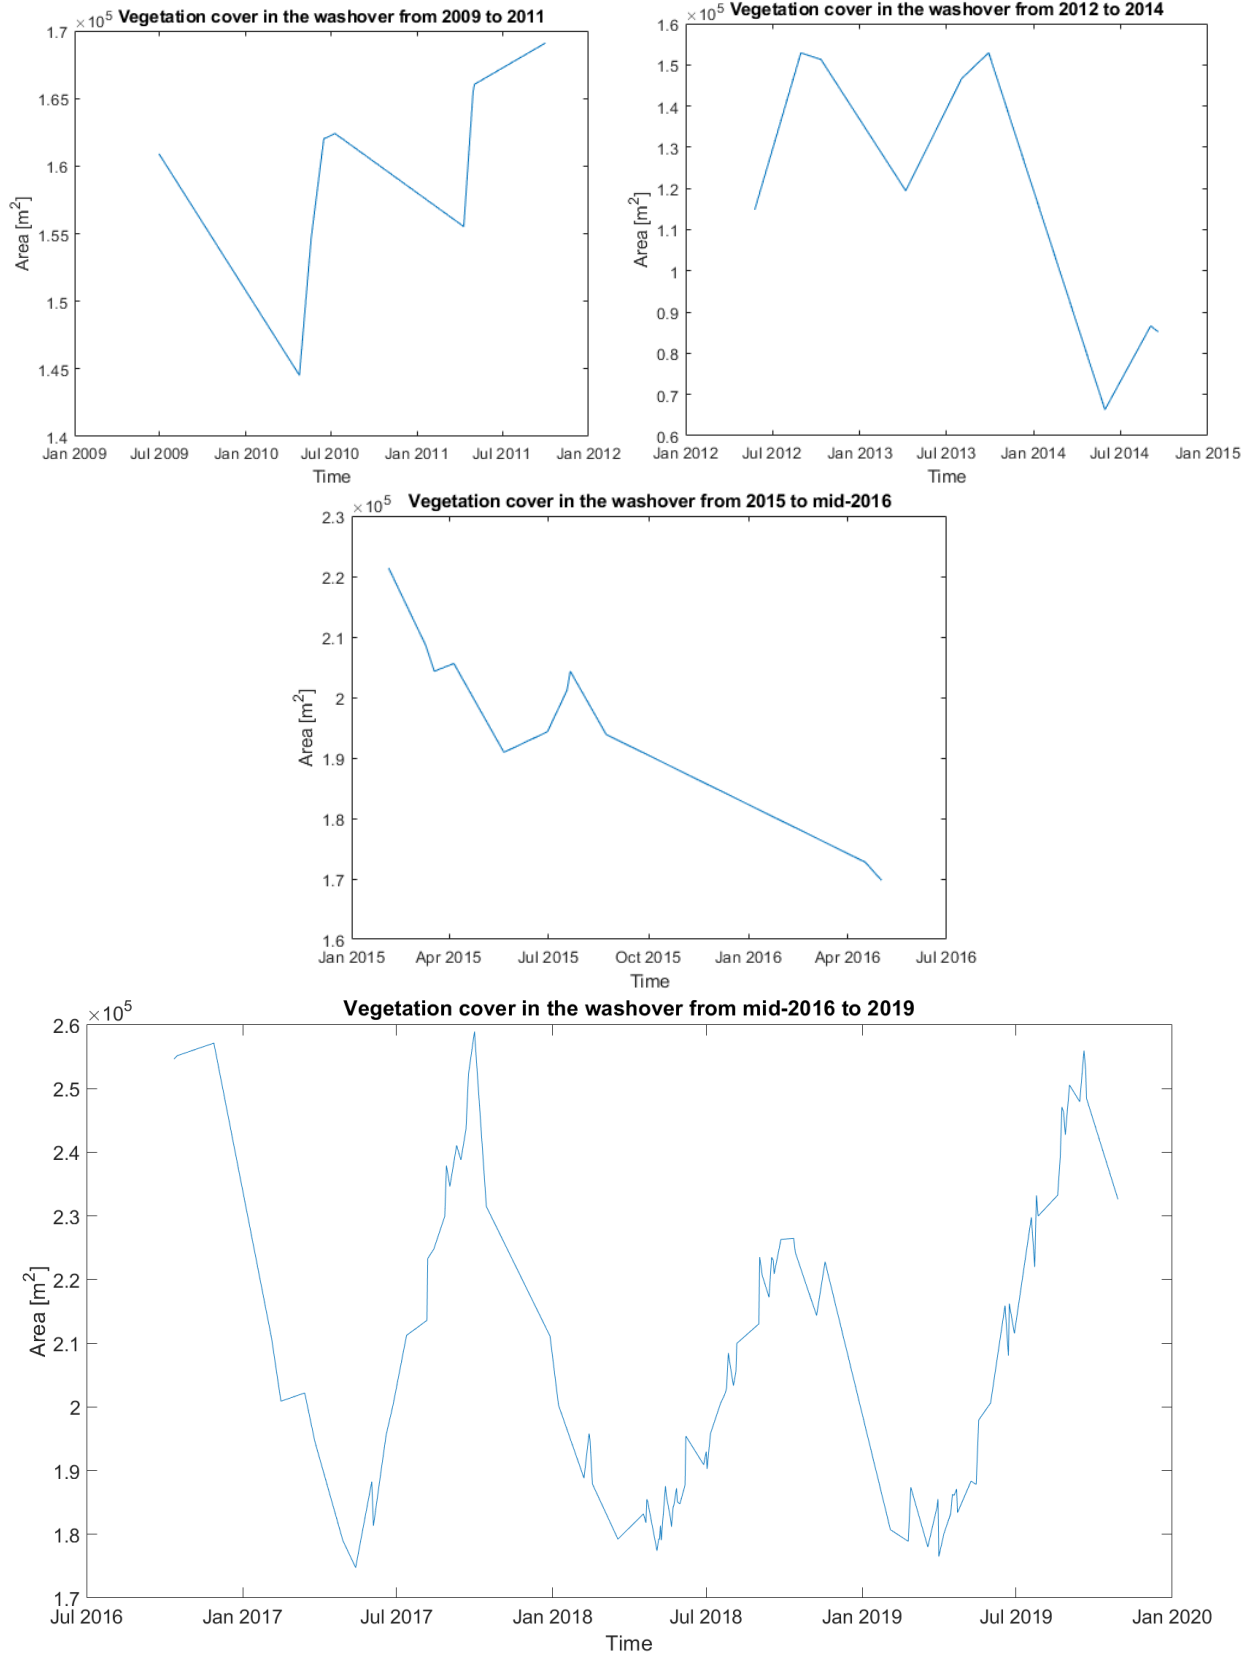 Vegetation cover in the washover from 2009 to 2011
×10^5
1.7
1.65
1.6
1.55
1.5
1.45
1.4
Area [m^2]
Jan 2009 Jul 2009 Jan 2010 Jul 2010 Jan 2011 Jul 2011 Jan 2012
Time
Vegetation cover in the washover from 2012 to 2014
×10^5
1.6
1.5
1.4
1.3
1.2
1.1
1
0.9
0.8
0.7
0.6
Area [m^2]
Jan 2012 Jul 2012 Jan 2013 Jul 2013 Jan 2014 Jul 2014 Jan 2015
Time
Vegetation cover in the washover from 2015 to mid-2016
×10^5
2.3
2.2
2.1
2
1.9
1.8
1.7
1.6
Area [m^2]
Jan 2015 Apr 2015 Jul 2015 Oct 2015 Jan 2016 Apr 2016 Jul 2016
Time
Vegetation cover in the washover from mid-2016 to 2019
×10^5
2.6
2.5
2.4
2.3
2.2
2.1
2
1.9
1.8
1.7
Area [m^2]
Jul 2016 Jan 2017 Jul 2017 Jan 2018 Jul 2018 Jan 2019 Jul 2019 Jan 2020
Time